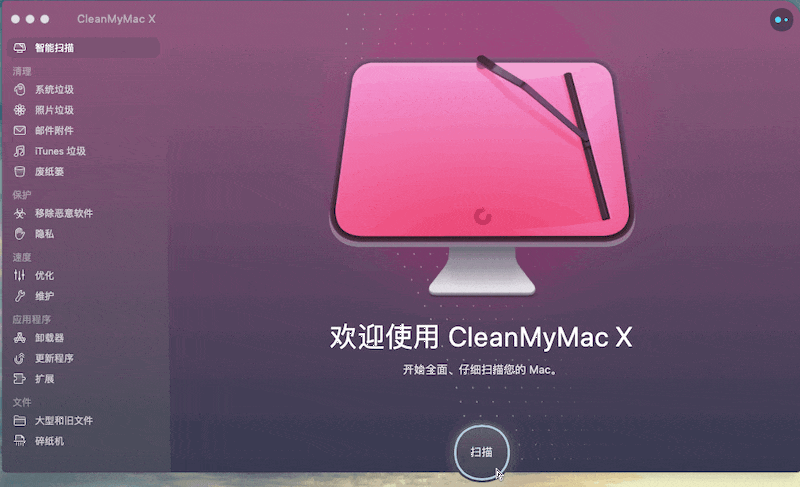 CleanMyMac X
智能扫描
清理
系统垃圾
照片垃圾
邮件附件
iTunes 垃圾
废纸篓
保护
移除恶意软件
隐私
速度
优化
维护
应用程序
卸载器
更新程序
扩展
文件
大型和旧文件
碎纸机
欢迎使用 CleanMyMac X
开始全面、仔细扫描您的 Mac。
扫描